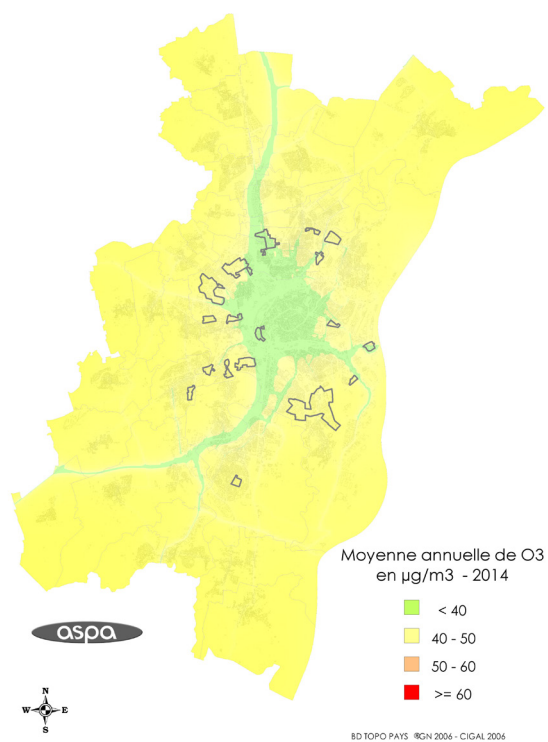 Moyenne annuelle de O3
en µg/m3 - 2014
< 40
40 - 50
50 - 60
>= 60
aspa
N
W E
S
BD TOPO PAYS ®GN 2006 - CIGAL 2006